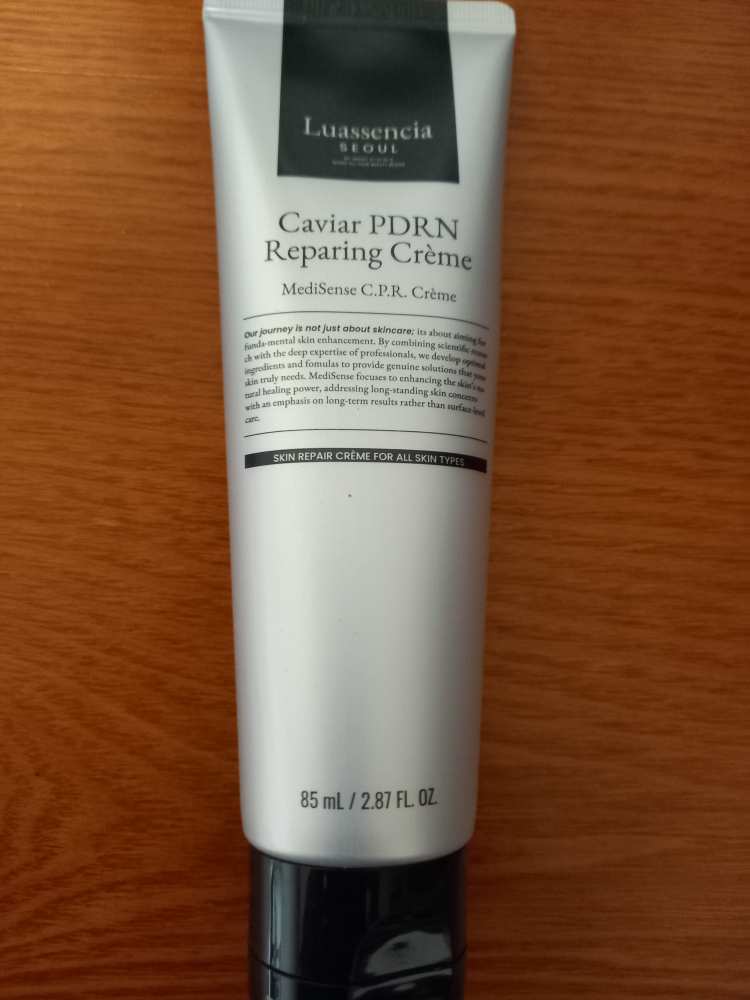 Luassencia
SEOUL
Caviar PDRN
Reparing Crème
MediSense C.P.R. Crème
Our journey is not just about skincare; its about aiming for
funda-mental skin enhancement. By combining scientific
ch with the deep expertise of professionals, we develop optimal
ingredients and fomulas to provide genuine solutions that your
skin truly needs. MediSense focuses to enhancing the skin's na-
tural healing power, addressing long-standing skin concerns
with an emphasis on long-term results rather than surface-level
care.
SKIN REPAIR CRÈME FOR ALL SKIN TYPES
85 mL / 2.87 FL. OZ.